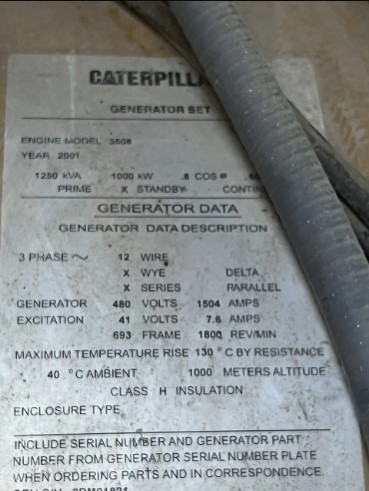 CATERPILL
GENERATOR SET
ENGINE MODEL 3508
YEAR 2001
1250 kVA 1000 kW .8 COS ø
PRIME X STANDBY CONTIN
GENERATOR DATA
GENERATOR DATA DESCRIPTION
3 PHASE ~ 12 WIRE
X WYE DELTA
X SERIES PARALLEL
GENERATOR 480 VOLTS 1504 AMPS
EXCITATION 41 VOLTS 7.6 AMPS
693 FRAME 1800 REV/MIN
MAXIMUM TEMPERATURE RISE 130 °C BY RESISTANCE
40 °C AMBIENT 1000 METERS ALTITUDE
CLASS H INSULATION
ENCLOSURE TYPE
INCLUDE SERIAL NUMBER AND GENERATOR PART
NUMBER FROM GENERATOR SERIAL NUMBER PLATE
WHEN ORDERING PARTS AND IN CORRESPONDENCE